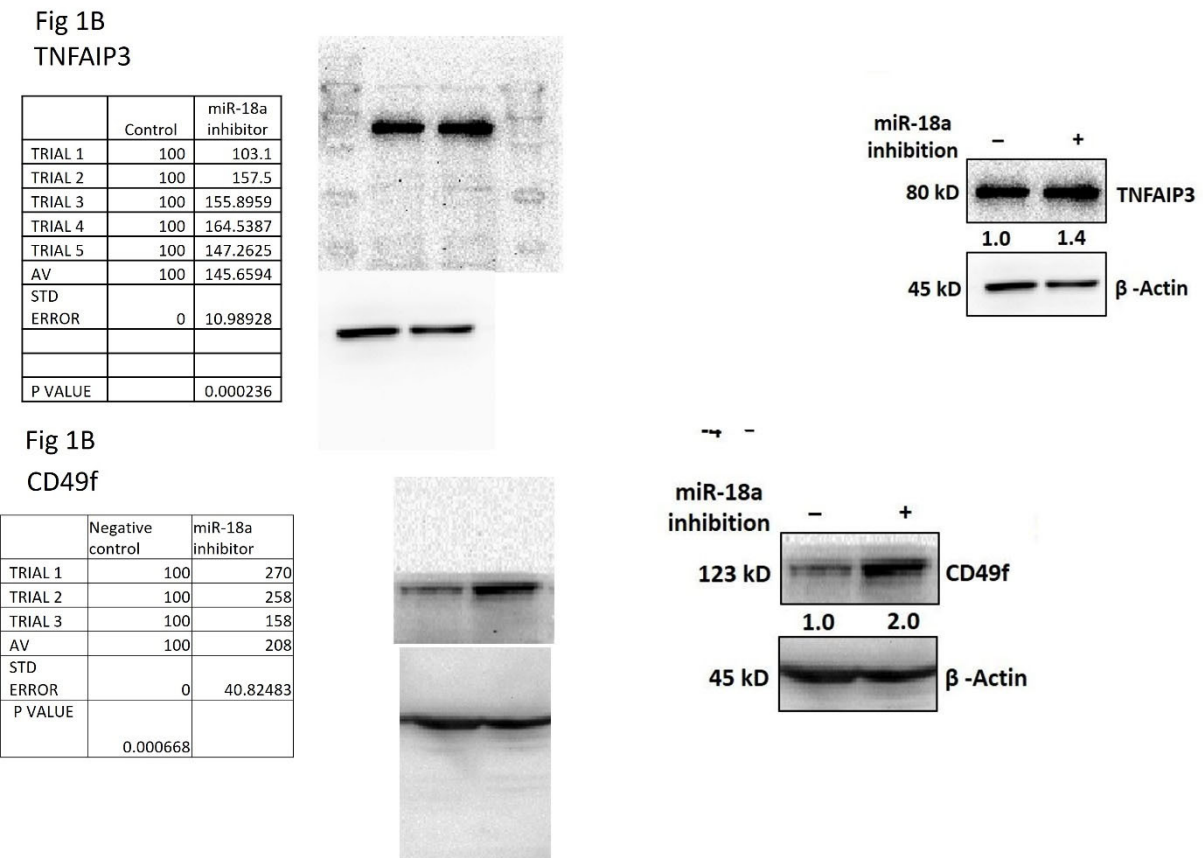 Fig 1B
TNFAIP3
Control miR-18a inhibitor
TRIAL 1 100 103.1
TRIAL 2 100 157.5
TRIAL 3 100 155.8959
TRIAL 4 100 164.5387
TRIAL 5 100 147.2625
AV 100 145.6594
STD ERROR 0 10.98928
P VALUE 0.000236
miR-18a
inhibition – +
80 kD TNFAIP3
1.0 1.4
45 kD β -Actin
Fig 1B
CD49f
Negative control miR-18a inhibitor
TRIAL 1 100 270
TRIAL 2 100 258
TRIAL 3 100 158
AV 100 208
STD ERROR 0 40.82483
P VALUE 0.000668
miR-18a
inhibition – +
123 kD CD49f
1.0 2.0
45 kD β -Actin